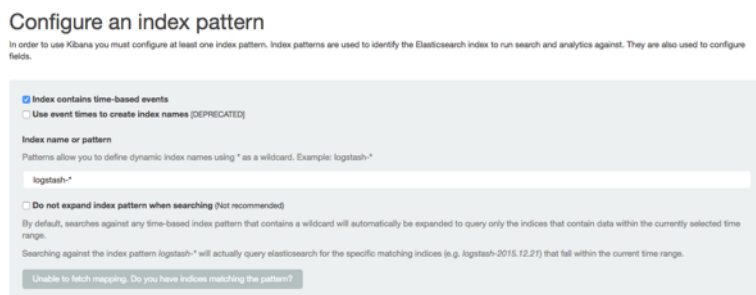 Configure an index pattern
In order to use Kibana you must configure at least one index pattern. Index patterns are used to identify the Elasticsearch index to run search and analytics against. They are also used to configure
fields.
Index contains time-based events
Use event times to create index names [DEPRECATED]
Index name or pattern
Patterns allow you to define dynamic index names using * as a wildcard. Example: logstash-*
logstash-*
Do not expand index pattern when searching (Not recommended)
By default, searches against any time-based index pattern that contains a wildcard will automatically be expanded to query only the indices that contain data within the currently selected time
range.
Searching against the index pattern logstash-* will actually query elasticsearch for the specific matching indices (e.g. logstash-2015.12.21) that fall within the current time range.
Unable to fetch mapping. Do you have indices matching the pattern?